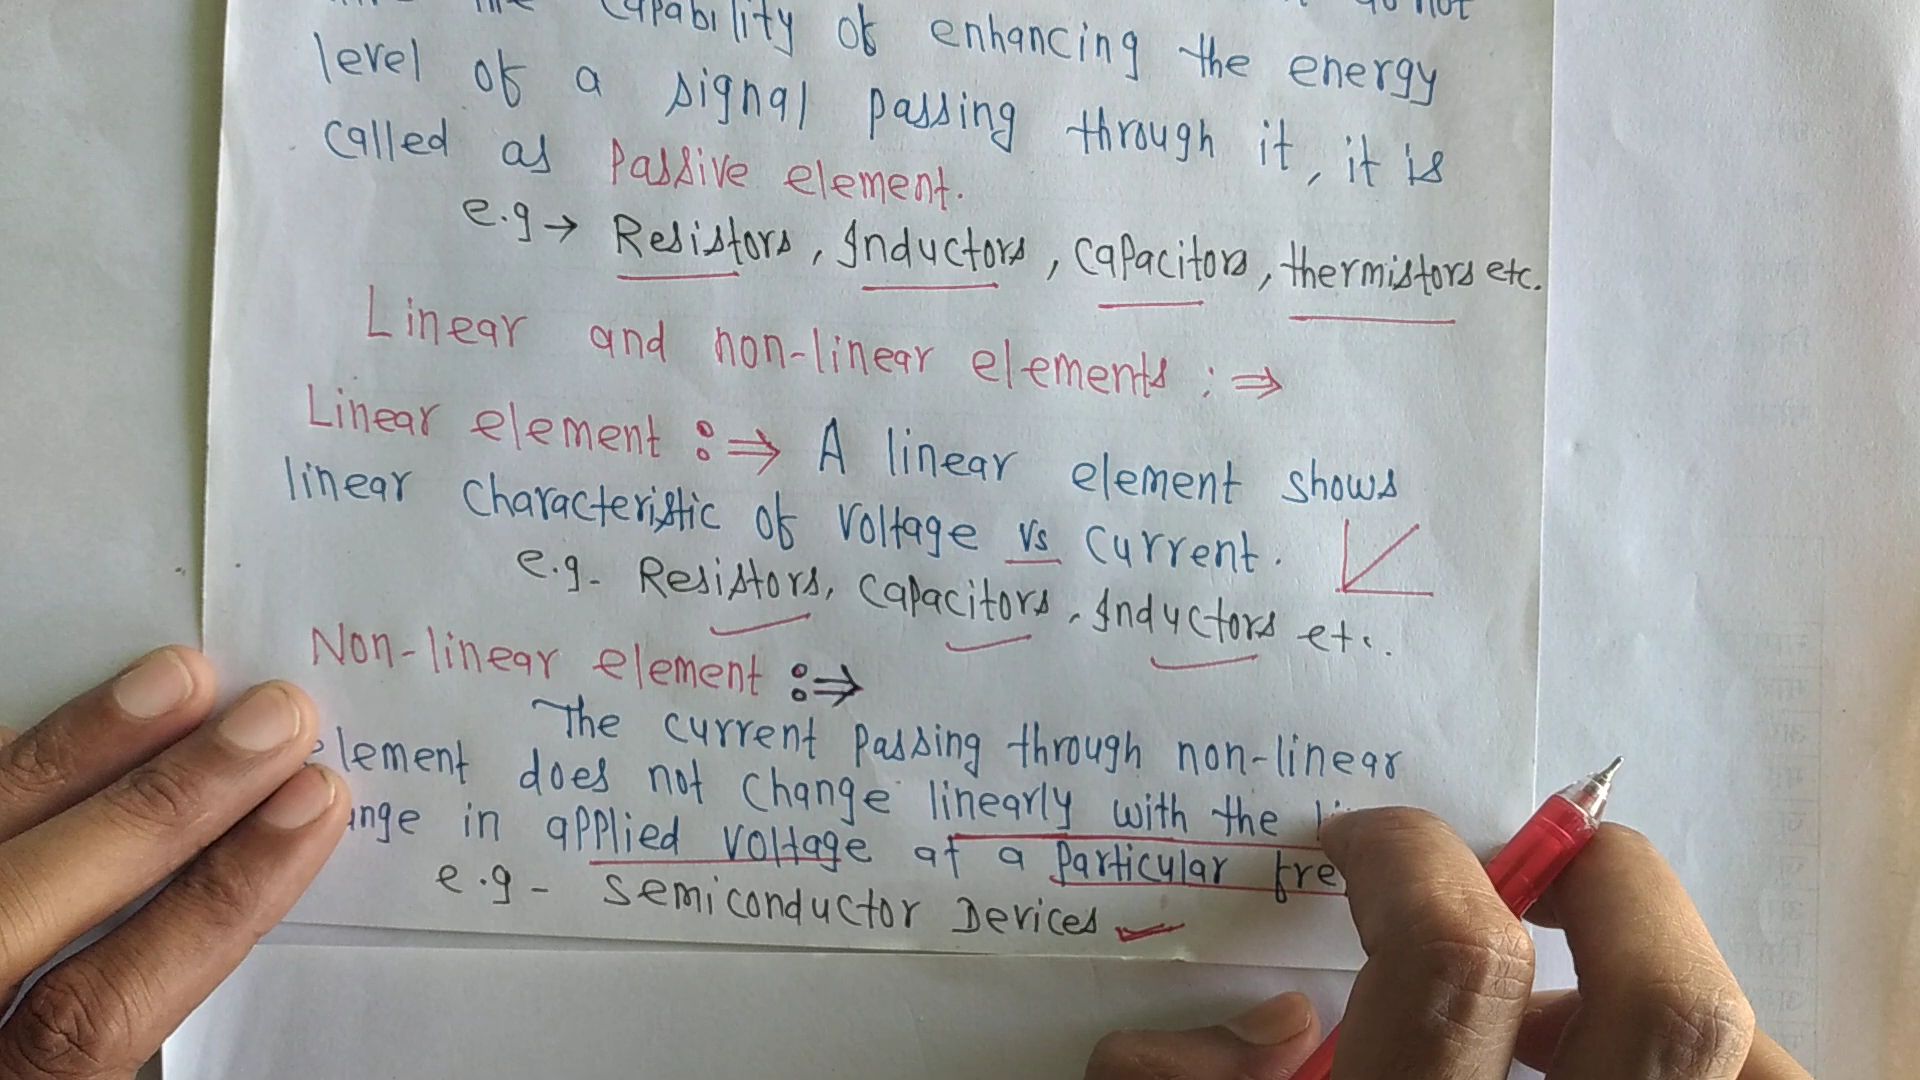 capability of enhancing the energy
level of a signal passing through it, it is
called as Passive element.
e.g → Resistors, Inductors, Capacitors, thermistors etc.
Linear and non-linear elements : ⇒
Linear element :⇒ A linear element shows
linear characteristic of voltage vs current.
e.g- Resistors, Capacitors, Inductors etc.
Non-linear element :⇒
The current passing through non-linear
lement does not change linearly with the
ange in applied voltage at a particular fre
e.g- Semiconductor Devices